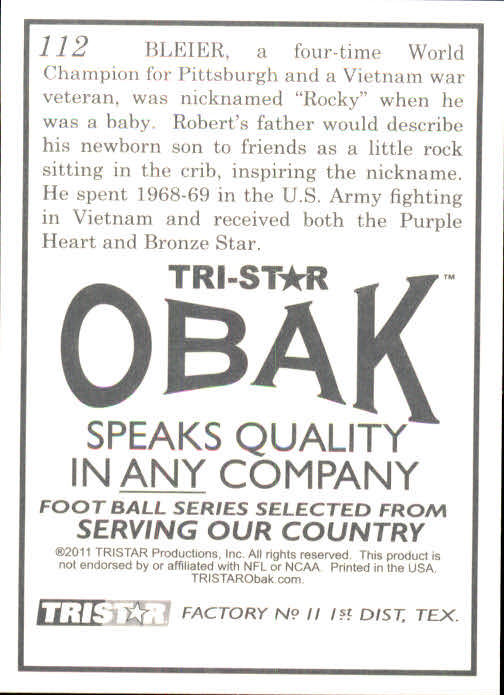 112 BLEIER, a four-time World
Champion for Pittsburgh and a Vietnam war
veteran, was nicknamed “Rocky” when he
was a baby. Robert’s father would describe
his newborn son to friends as a little rock
sitting in the crib, inspiring the nickname.
He spent 1968-69 in the U.S. Army fighting
in Vietnam and received both the Purple
Heart and Bronze Star.
TRI-ST★R
OBAK™
SPEAKS QUALITY
IN ANY COMPANY
FOOT BALL SERIES SELECTED FROM
SERVING OUR COUNTRY
©2011 TRISTAR Productions, Inc. All rights reserved. This product is
not endorsed by or affiliated with NFL or NCAA. Printed in the USA.
TRISTARObak.com.
TRIST★R FACTORY Nº 11 1st DIST, TEX.